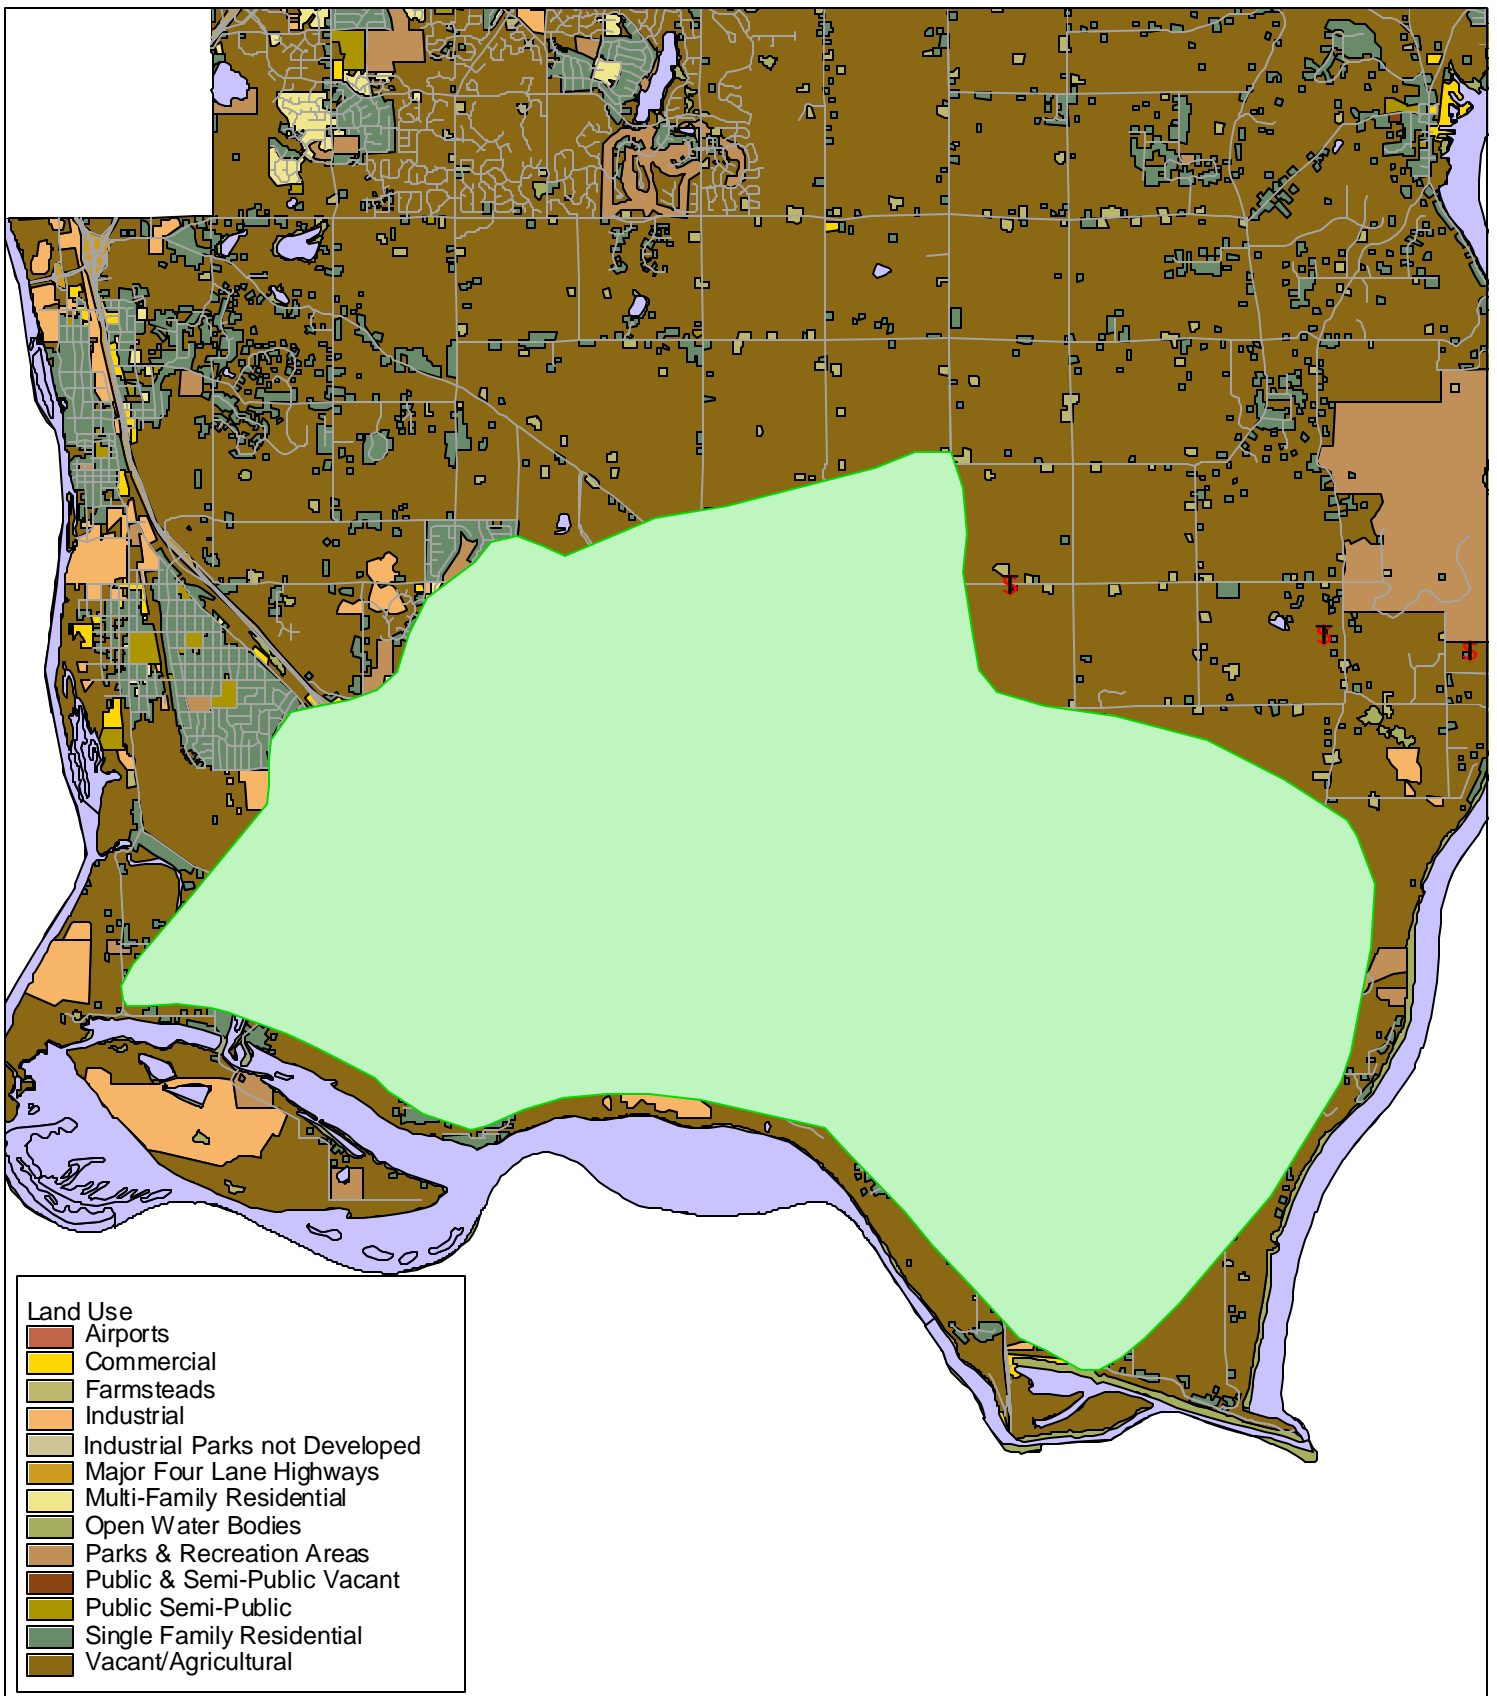 Land Use
Airports
Commercial
Farmsteads
Industrial
Industrial Parks not Developed
Major Four Lane Highways
Multi-Family Residential
Open Water Bodies
Parks & Recreation Areas
Public & Semi-Public Vacant
Public Semi-Public
Single Family Residential
Vacant/Agricultural